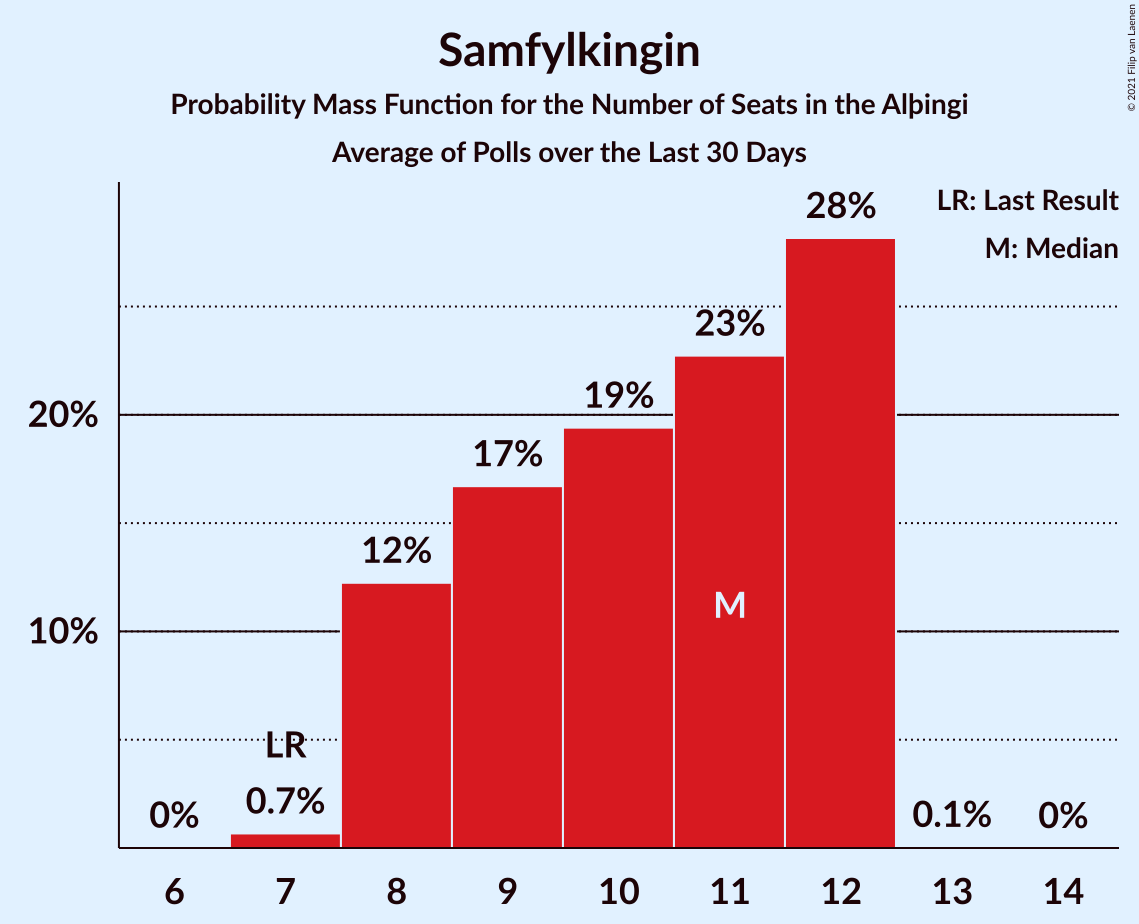 Samfylkingin
Probability Mass Function for the Number of Seats in the Alþingi
Average of Polls over the Last 30 Days
© 2021 Filip van Laenen
LR: Last Result
M: Median
28%
23%
19%
20%
17%
12%
M
10%
LR
0%
0.7%
0.1%
0%
6 7 8 9 10 11 12 13 14